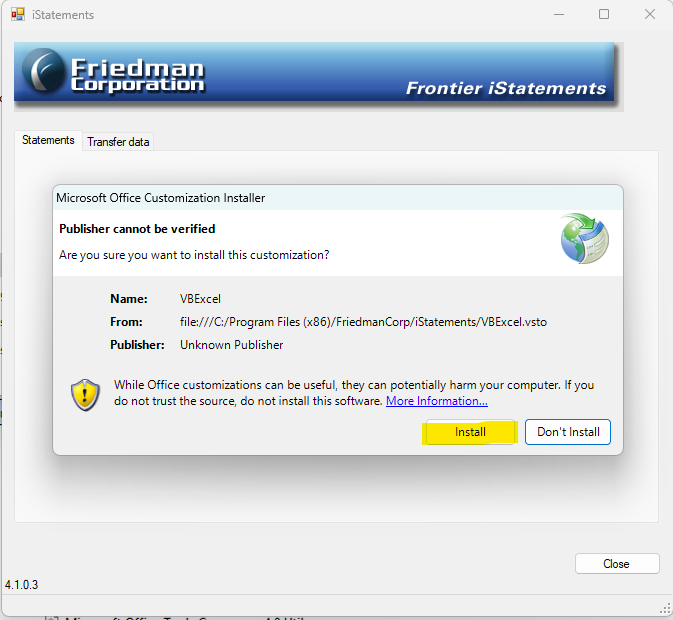 iStatements
Friedman
Corporation
Frontier iStatements
Statements
Transfer data
Microsoft Office Customization Installer
Publisher cannot be verified
Are you sure you want to install this customization?
Name: VBExcel
From: file:///C:/Program Files (x86)/FriedmanCorp/iStatements/VBExcel.vsto
Publisher: Unknown Publisher
While Office customizations can be useful, they can potentially harm your computer. If you
do not trust the source, do not install this software. More Information...
Install
Don't Install
Close
4.1.0.3